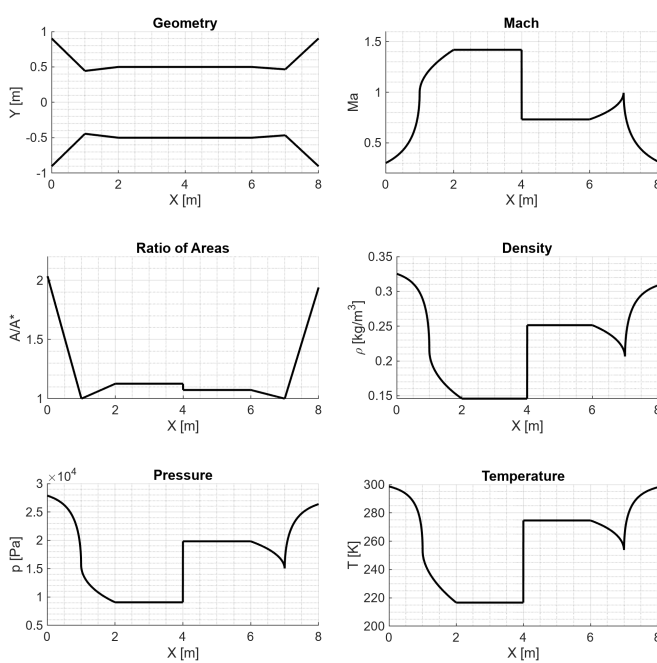 Geometry
1
0.5
0
-0.5
-1
Y [m]
0 2 4 6 8
X [m]
Mach
1.5
1
0.5
Ma
0 2 4 6 8
X [m]
Ratio of Areas
2
1.5
1
A/A*
0 2 4 6 8
X [m]
Density
0.35
0.3
0.25
0.2
0.15
ρ [kg/m³]
0 2 4 6 8
X [m]
Pressure
×10⁴
3
2.5
2
1.5
1
0.5
p [Pa]
0 2 4 6 8
X [m]
Temperature
300
280
260
240
220
200
T [K]
0 2 4 6 8
X [m]